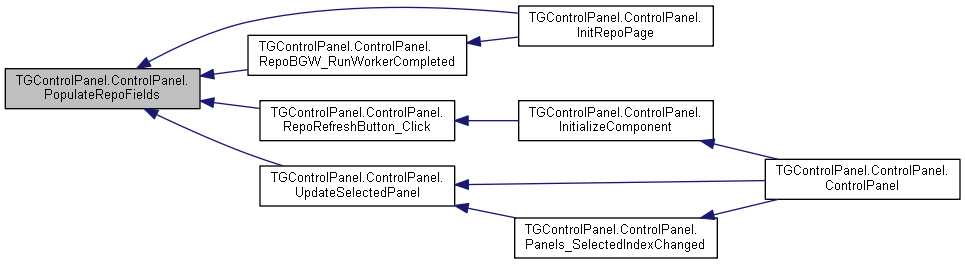 TGControlPanel.ControlPanel.
InitRepoPage
TGControlPanel.ControlPanel.
RepoBGW_RunWorkerCompleted
TGControlPanel.ControlPanel.
PopulateRepoFields
TGControlPanel.ControlPanel.
RepoRefreshButton_Click
TGControlPanel.ControlPanel.
InitializeComponent
TGControlPanel.ControlPanel.
UpdateSelectedPanel
TGControlPanel.ControlPanel.
ControlPanel
TGControlPanel.ControlPanel.
Panels_SelectedIndexChanged